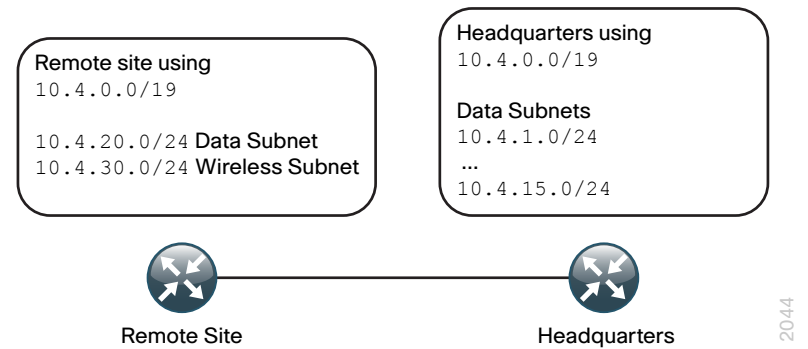 Remote site using
10.4.0.0/19
10.4.20.0/24 Data Subnet
10.4.30.0/24 Wireless Subnet
Headquarters using
10.4.0.0/19
Data Subnets
10.4.1.0/24
...
10.4.15.0/24
Remote Site
Headquarters
2044